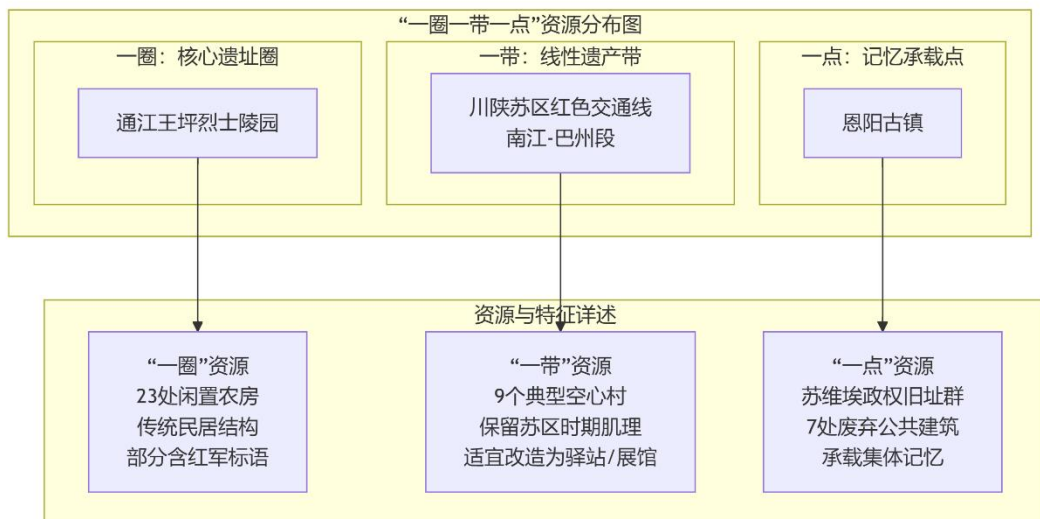 “一圈一带一点”资源分布图
一圈：核心遗址圈
通江王坪烈士陵园
一带：线性遗产带
川陕苏区红色交通线
南江-巴州段
一点：记忆承载点
恩阳古镇
资源与特征详述
“一圈”资源
23处闲置农房
传统民居结构
部分含红军标语
“一带”资源
9个典型空心村
保留苏区时期肌理
适宜改造为驿站/展馆
“一点”资源
苏维埃政权旧址群
7处废弃公共建筑
承载集体记忆